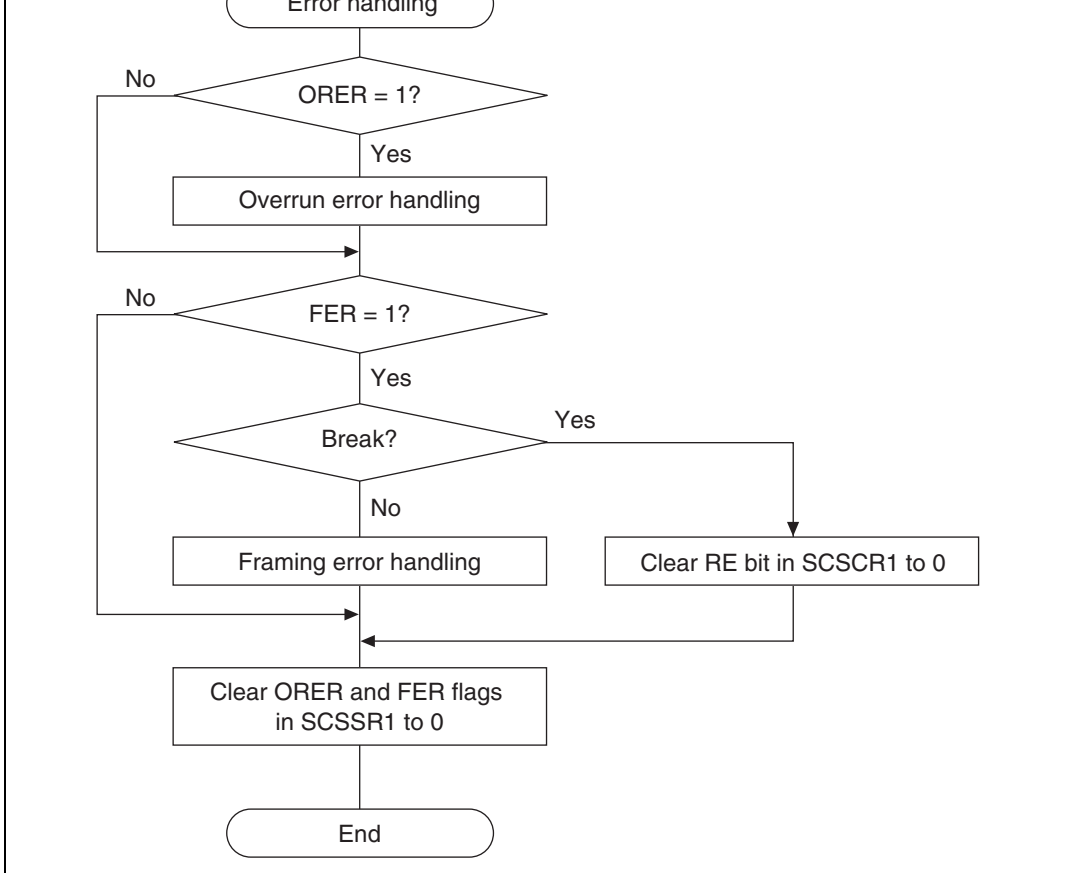 Error handling
No
ORER = 1?
Yes
Overrun error handling
No
FER = 1?
Yes
Break?
Yes
No
Framing error handling
Clear RE bit in SCSCR1 to 0
Clear ORER and FER flags
in SCSSR1 to 0
End